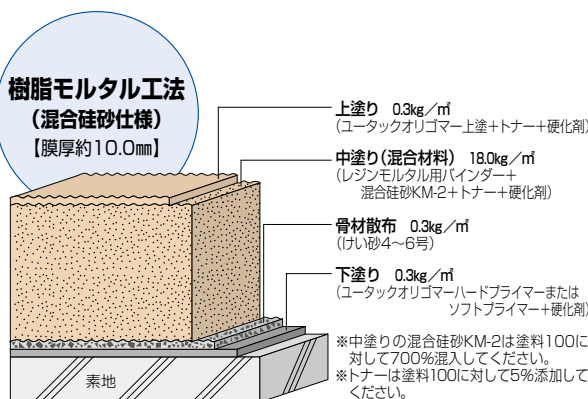 樹脂モルタル工法
（混合硅砂仕様）
【膜厚約10.0㎜】
上塗り 0.3kg／㎡
（ユータックオリゴマー上塗＋トナー＋硬化剤）
中塗り（混合材料） 18.0kg／㎡
（レジンモルタル用バインダー＋
混合硅砂KM-2＋トナー＋硬化剤）
骨材散布 0.3kg／㎡
（けい砂4〜6号）
下塗り 0.3kg／㎡
（ユータックオリゴマーハードプライマーまたは
ソフトプライマー＋硬化剤）
※中塗りの混合硅砂KM-2は塗料100に
対して700%混入してください。
※トナーは塗料100に対して5%添加して
ください。
素地